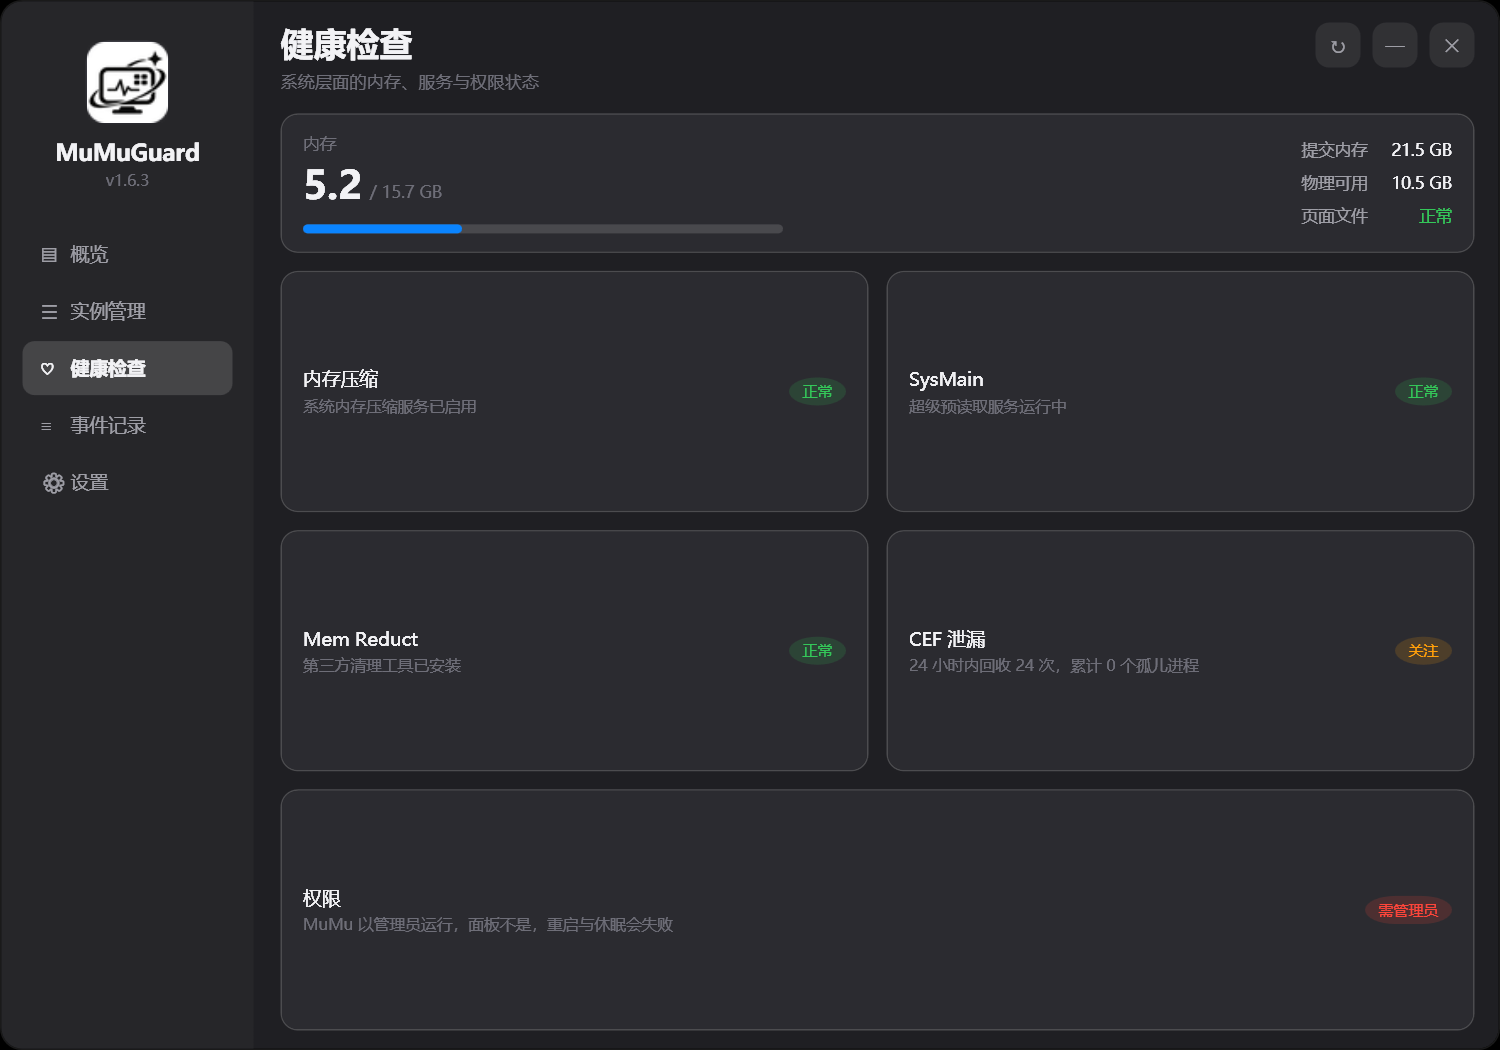 MuMuGuard
v1.6.3
概览
实例管理
健康检查
事件记录
设置
健康检查
系统层面的内存、服务与权限状态
内存
5.2 / 15.7 GB
提交内存 21.5 GB
物理可用 10.5 GB
页面文件 正常
内存压缩
系统内存压缩服务已启用
正常
SysMain
超级预读取服务运行中
正常
Mem Reduct
第三方清理工具已安装
正常
CEF 泄漏
24 小时内回收 24 次，累计 0 个孤儿进程
关注
权限
MuMu 以管理员运行，面板不是，重启与休眠会失败
需管理员